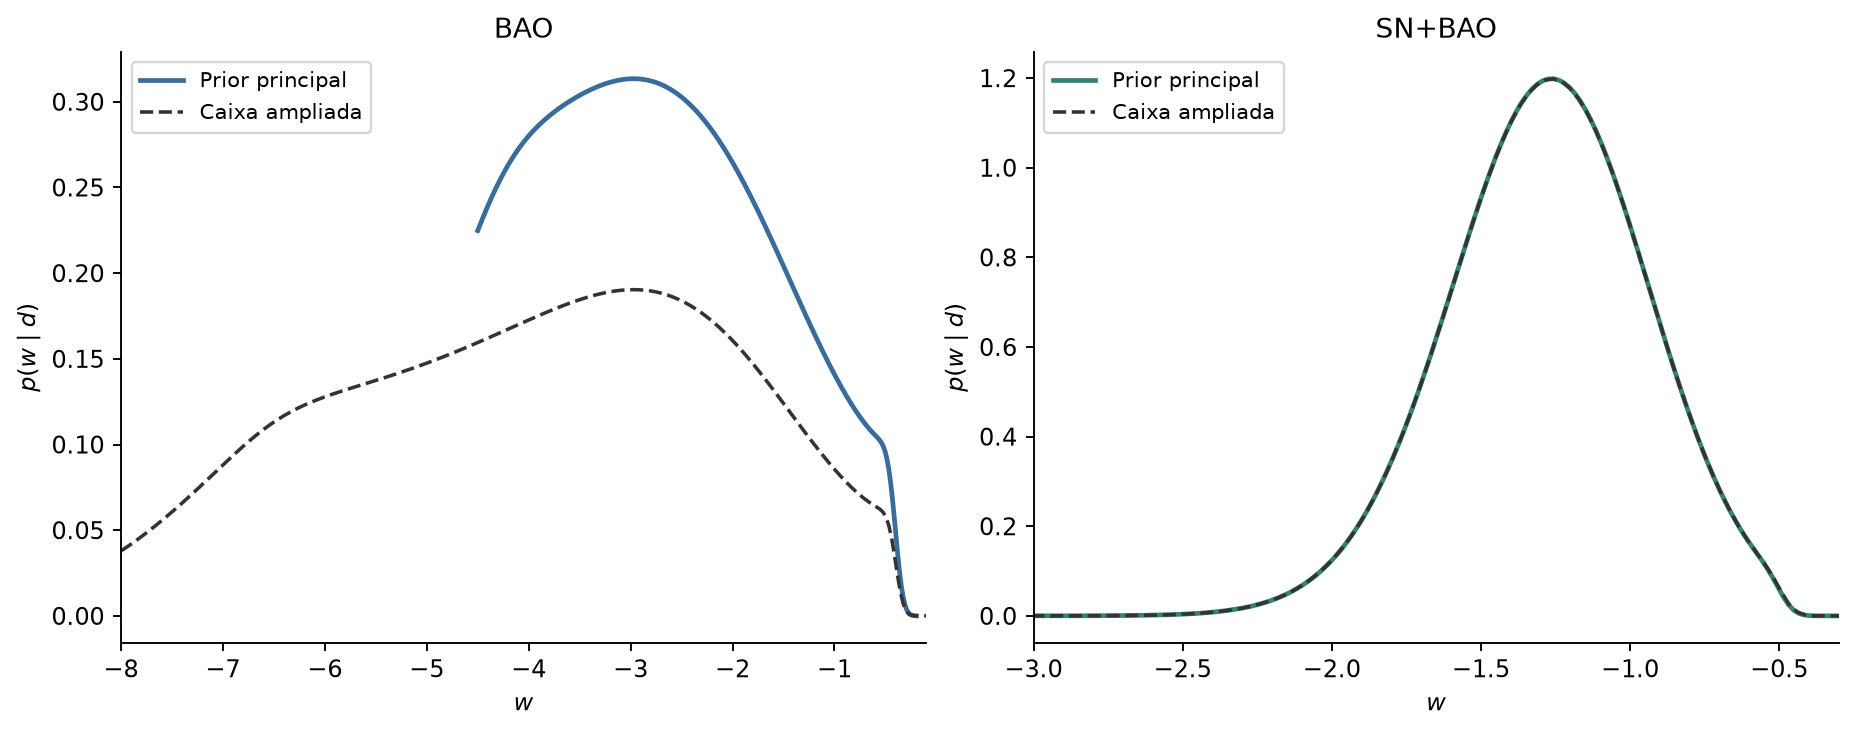 BAO
Prior principal
Caixa ampliada
0.30
0.25
0.20
0.15
0.10
0.05
0.00
p(w | d)
−8 −7 −6 −5 −4 −3 −2 −1
w
SN+BAO
Prior principal
Caixa ampliada
1.2
1.0
0.8
0.6
0.4
0.2
0.0
p(w | d)
−3.0 −2.5 −2.0 −1.5 −1.0 −0.5
w